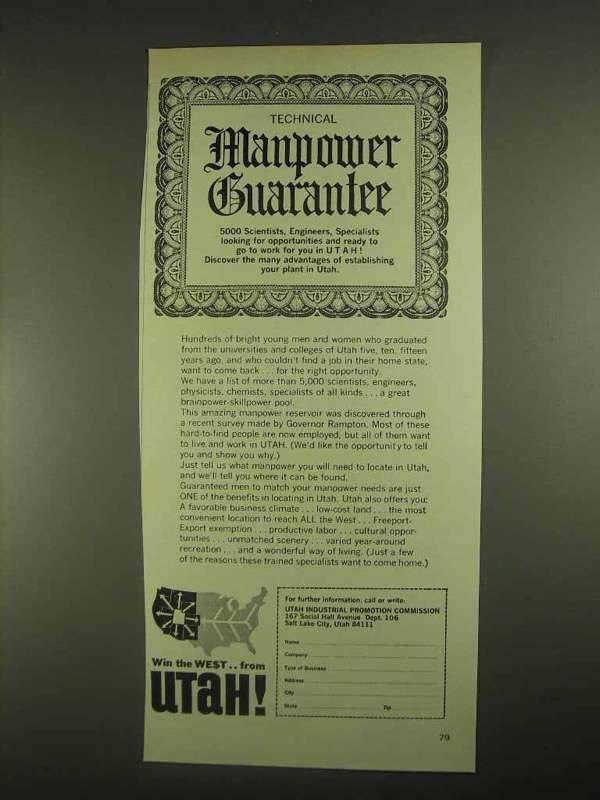 TECHNICAL
Manpower
Guarantee
5000 Scientists, Engineers, Specialists
looking for opportunities and ready to
go to work for you in U T A H !
Discover the many advantages of establishing
your plant in Utah.
Hundreds of bright young men and women who graduated
from the universities and colleges of Utah five, ten, fifteen
years ago, and who couldn't find a job in their home state,
want to come back . . . for the right opportunity.
We have a list of more than 5,000 scientists, engineers,
physicists, chemists, specialists of all kinds . . . a great
brainpower-skillpower pool.
This amazing manpower reservoir was discovered through
a recent survey made by Governor Rampton. Most of these
hard-to-find people are now employed, but all of them want
to live and work in UTAH. (We'd like the opportunity to tell
you and show you why.)
Just tell us what manpower you will need to locate in Utah,
and we'll tell you where it can be found.
Guaranteed men to match your manpower needs are just
ONE of the benefits in locating in Utah. Utah also offers you:
A favorable business climate . . . low-cost land . . . the most
convenient location to reach ALL the West . . . Freeport-
Export exemption . . . productive labor . . . cultural oppor-
tunities . . . unmatched scenery . . . varied year-around
recreation . . . and a wonderful way of living. (Just a few
of the reasons these trained specialists want to come home.)
Win the WEST . . from
UTAH!
For further information, call or write:
UTAH INDUSTRIAL PROMOTION COMMISSION
167 Social Hall Avenue Dept. 106
Salt Lake City, Utah 84111
Name
Company
Type of Business
Address
City
State Zip
79